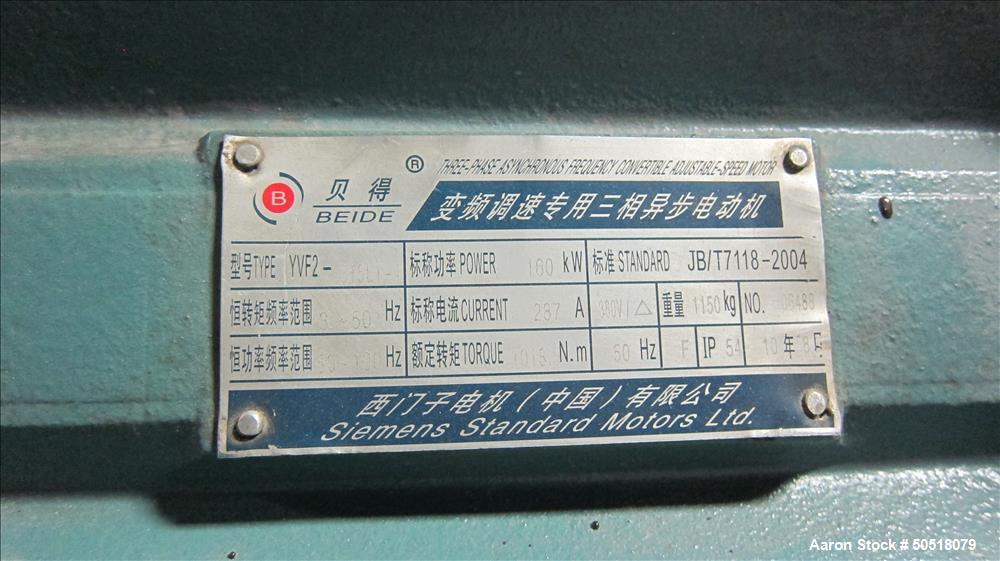 B 贝得 ® THREE-PHASE ASYNCHRONOUS FREQUENCY CONVERTIBLE ADJUSTABLE-SPEED MOTOR
BEIDE 变频调速专用三相异步电动机
型号TYPE YVF2- 标称功率POWER 160 kW 标准STANDARD JB/T7118-2004
恒转矩频率范围 Hz 标称电流CURRENT 287 A 380V/△ 重量 1150kg NO.
恒功率频率范围 Hz 额定转矩TORQUE N.m 50 Hz F IP 54 10年8月
西门子电机(中国)有限公司
Siemens Standard Motors Ltd.
Aaron Stock # 50518079